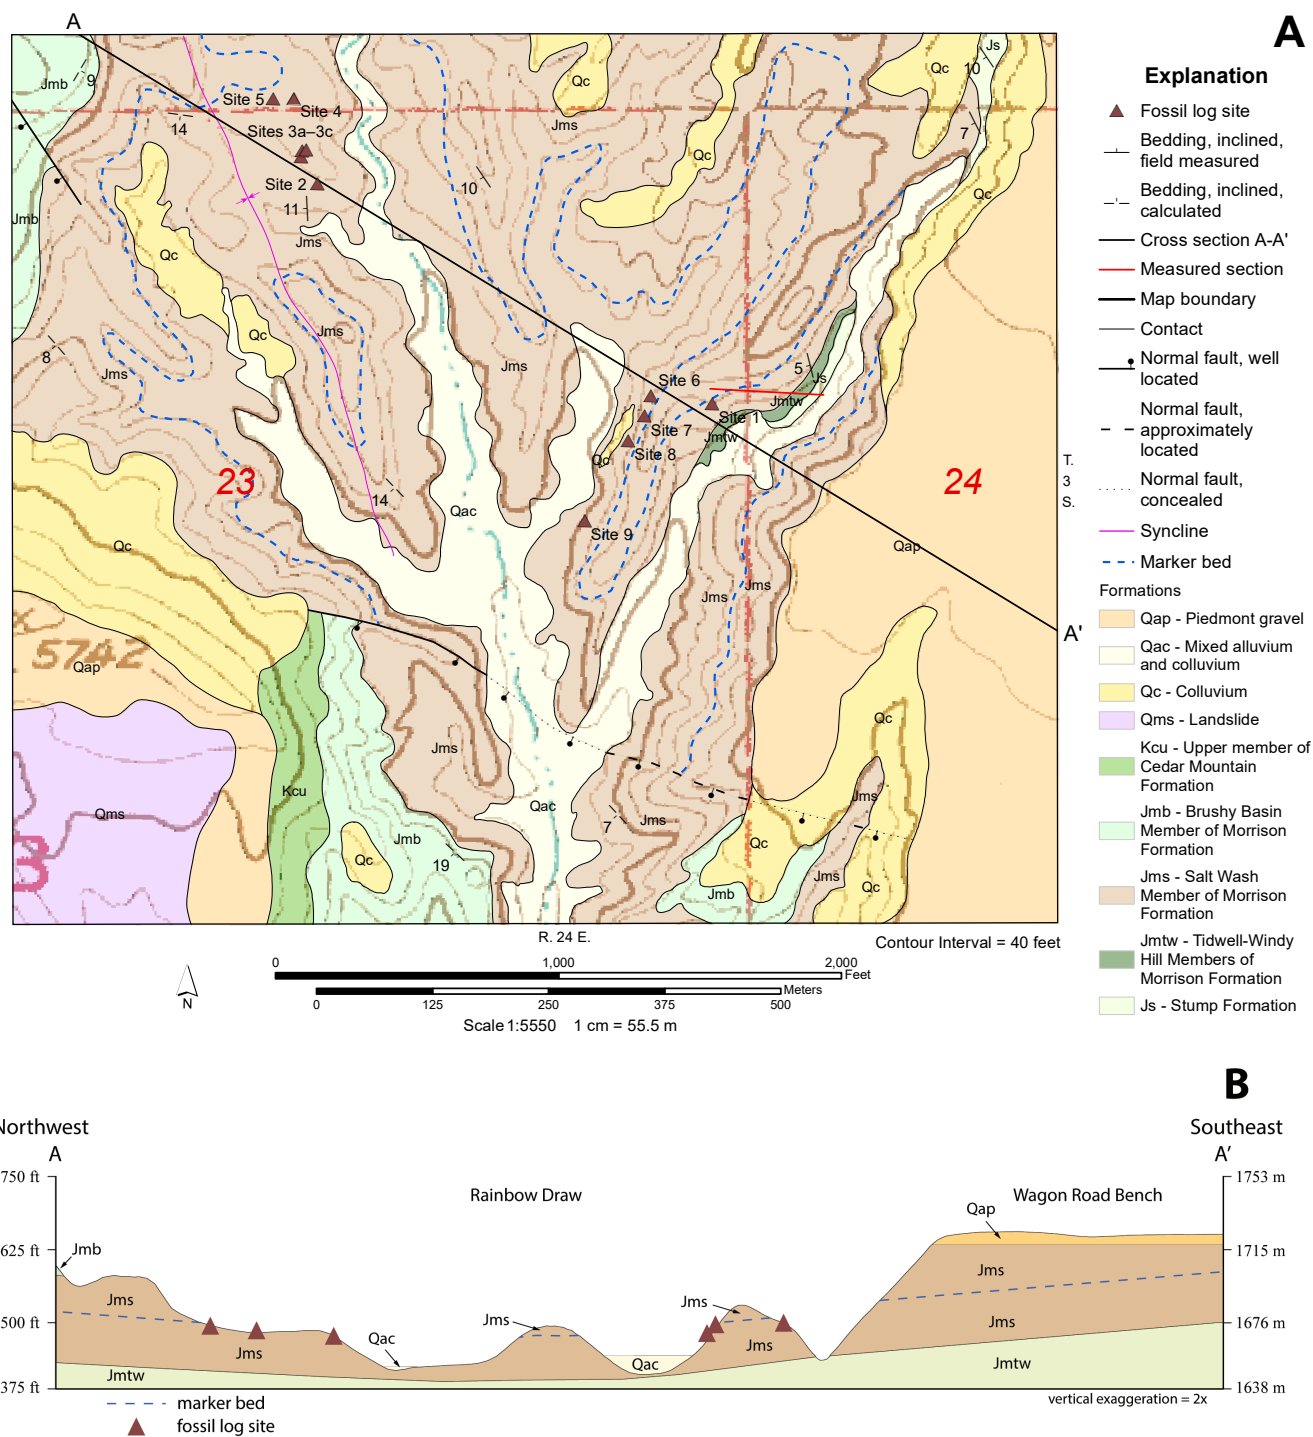 A
A
Explanation
Fossil log site
Bedding, inclined,
field measured
Bedding, inclined,
calculated
Cross section A-A'
Measured section
Map boundary
Contact
Normal fault, well
located
Normal fault,
approximately
located
Normal fault,
concealed
Syncline
Marker bed
Formations
Qap - Piedmont gravel
Qac - Mixed alluvium
and colluvium
Qc - Colluvium
Qms - Landslide
Kcu - Upper member of
Cedar Mountain
Formation
Jmb - Brushy Basin
Member of Morrison
Formation
Jms - Salt Wash
Member of Morrison
Formation
Jmtw - Tidwell-Windy
Hill Members of
Morrison Formation
Js - Stump Formation
Js
Qc
10
Jmb
9
Qc
Site 5
Site 4
14
Jms
Sites 3a–3c
7
Qc
Site 2
10
Qc
11
Jmb
Jms
Qc
Qc
Jms
8
Jms
Jms
5
Js
Site 6
Jmtw
Site 1
Site 7
Jmtw
Site 8
Qc
T.
3
S.
23
24
14
Qac
Site 9
Qc
Qap
Jms
Jms
A'
5742
Qap
Qc
Jms
Kcu
Jms
Qms
Qac
7
Jms
Jmb
Qc
Qc
19
Jms
Qc
Jmb
3
R. 24 E.
Contour Interval = 40 feet
0
1,000
2,000
Feet
Meters
0
125
250
375
500
N
Scale 1:5550 1 cm = 55.5 m
B
Northwest
Southeast
A
A′
750 ft
1753 m
Rainbow Draw
Wagon Road Bench
Qap
Jmb
625 ft
1715 m
Jms
Jms
Jms
Jms
500 ft
1676 m
Jms
Qac
Jms
Jms
Qac
Jmtw
Jmtw
375 ft
1638 m
vertical exaggeration = 2x
marker bed
fossil log site